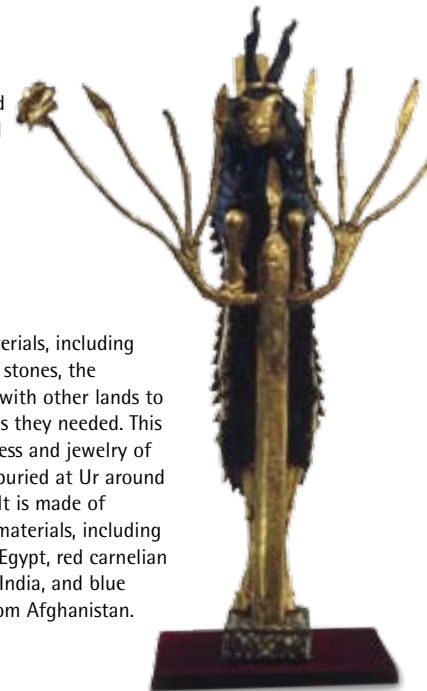 d
erials, including
stones, the
with other lands to
s they needed. This
ess and jewelry of
buried at Ur around
It is made of
materials, including
Egypt, red carnelian
India, and blue
om Afghanistan.